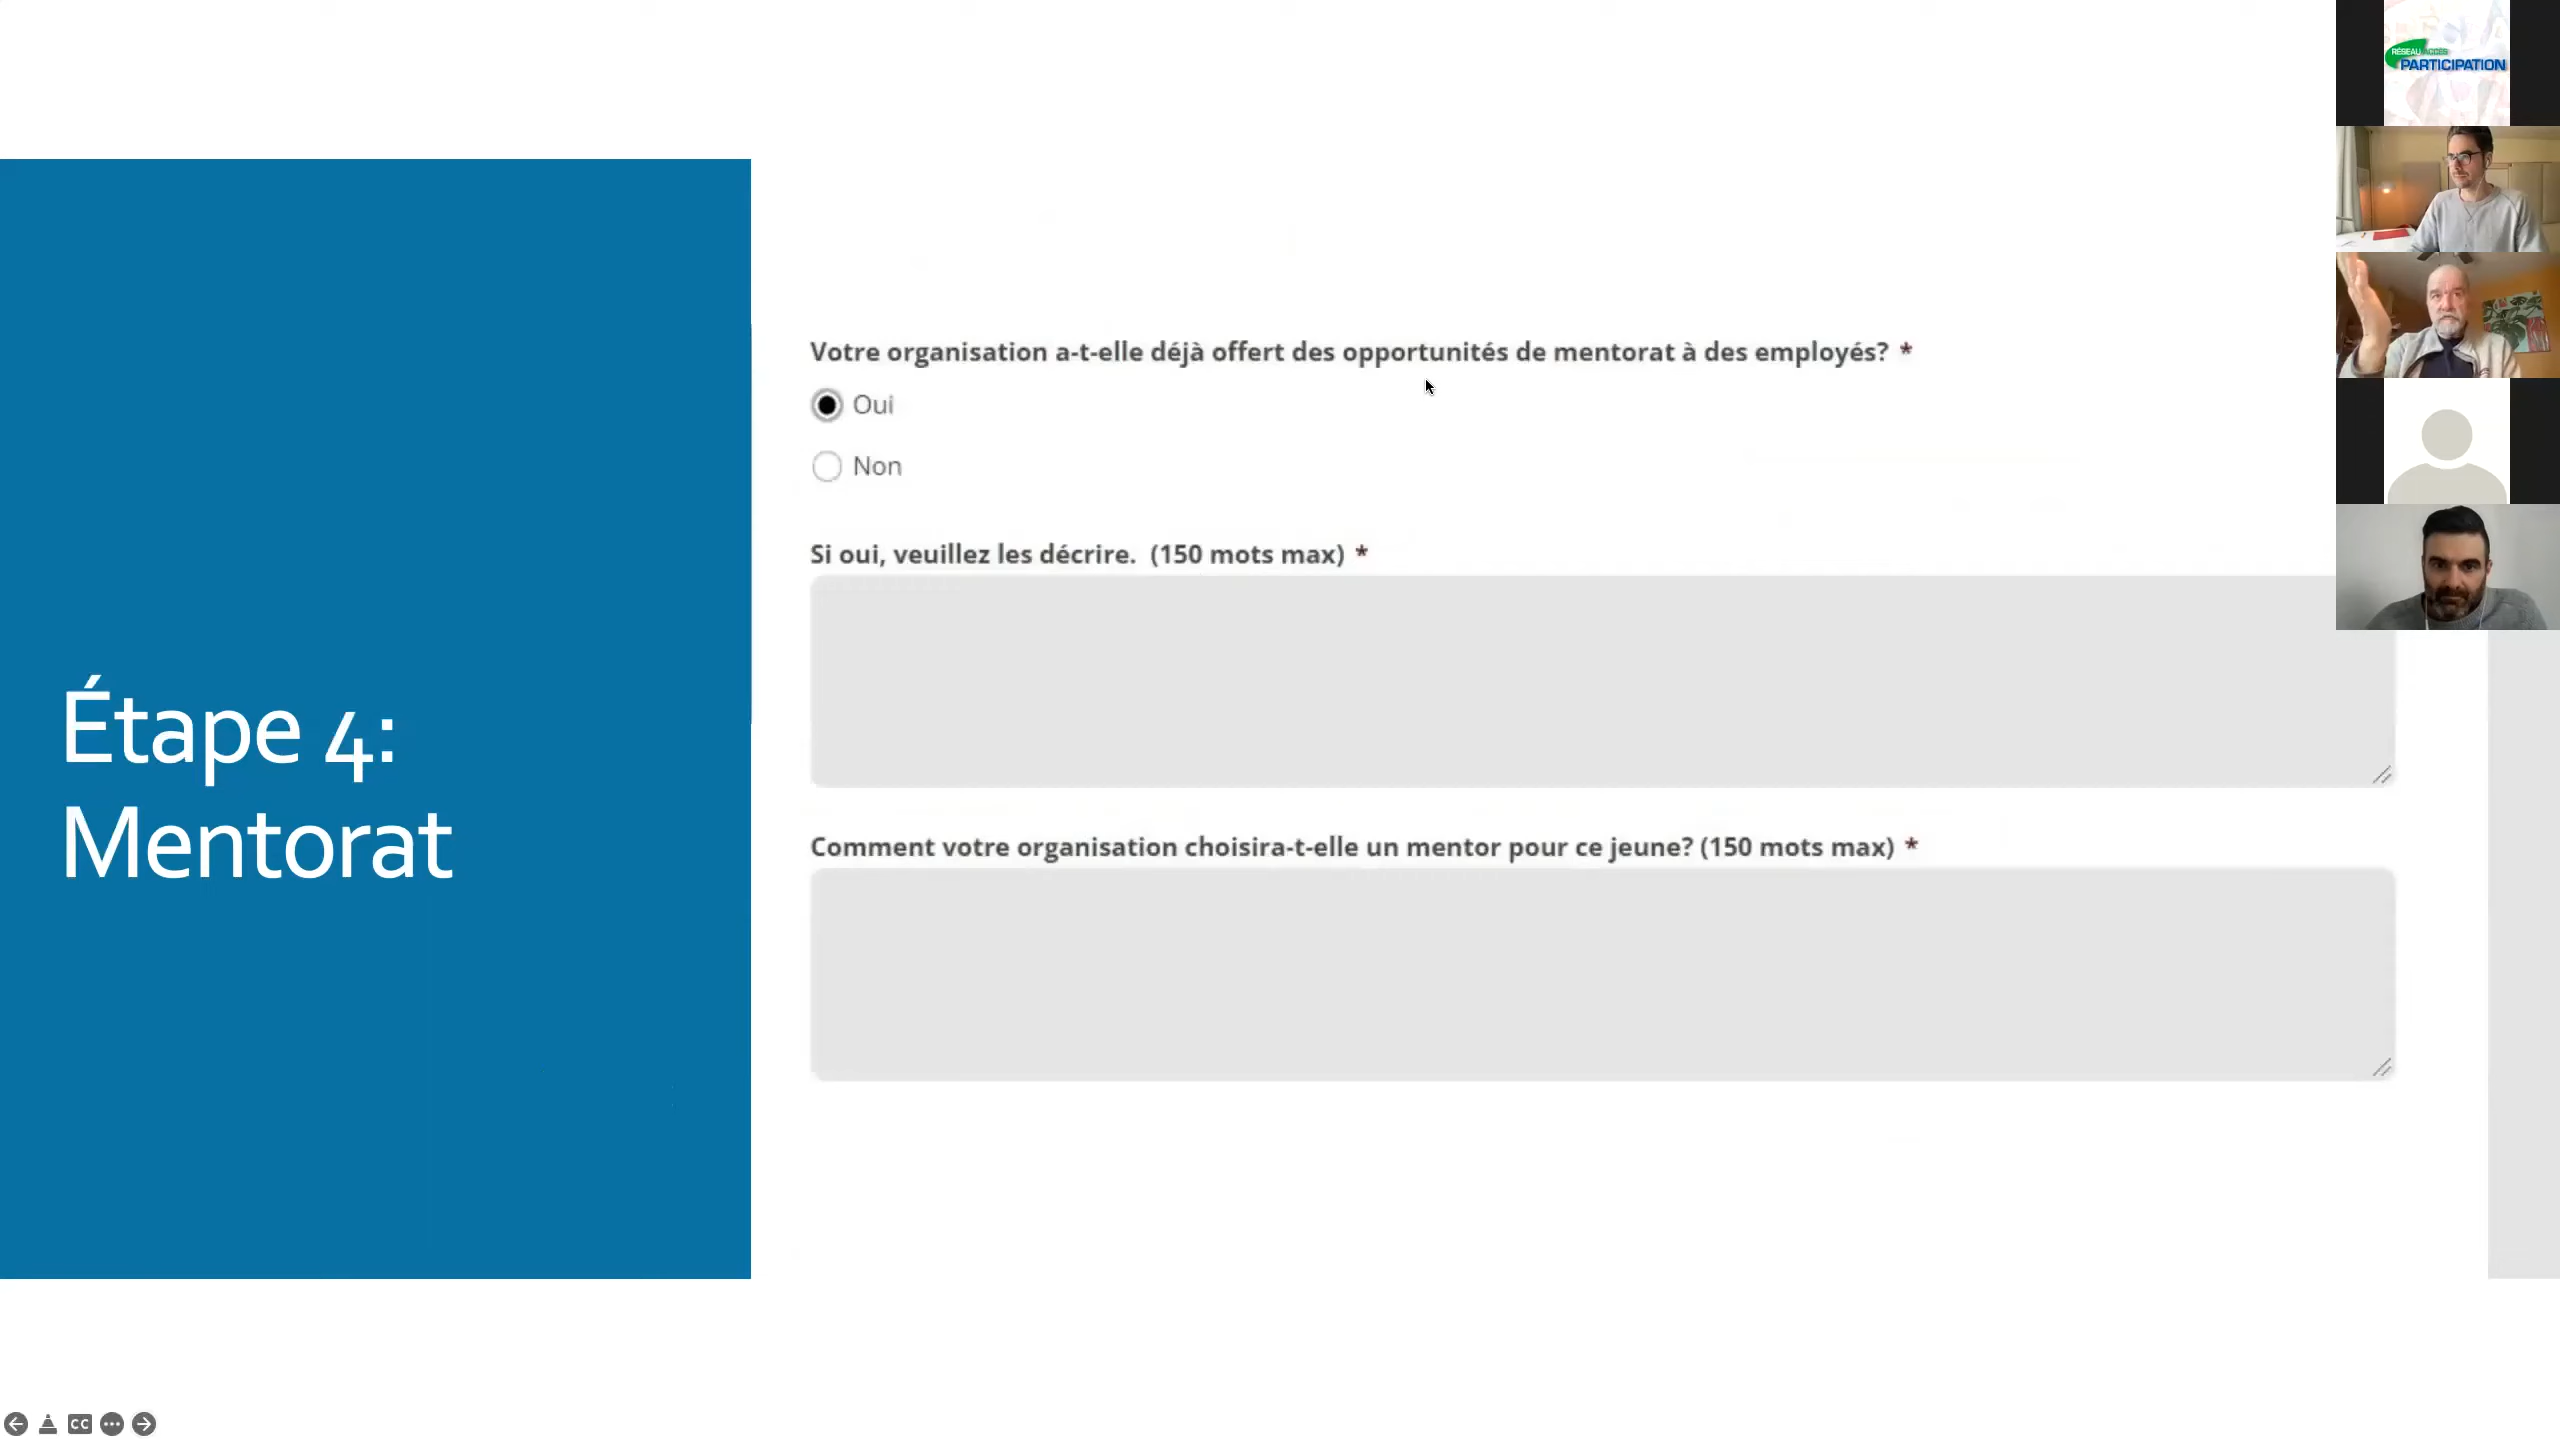 RÉSEAU ACCÈS
PARTICIPATION
Étape 4:
Mentorat
Votre organisation a-t-elle déjà offert des opportunités de mentorat à des employés? *
Oui
Non
Si oui, veuillez les décrire. (150 mots max) *
Comment votre organisation choisira-t-elle un mentor pour ce jeune? (150 mots max) *
CC